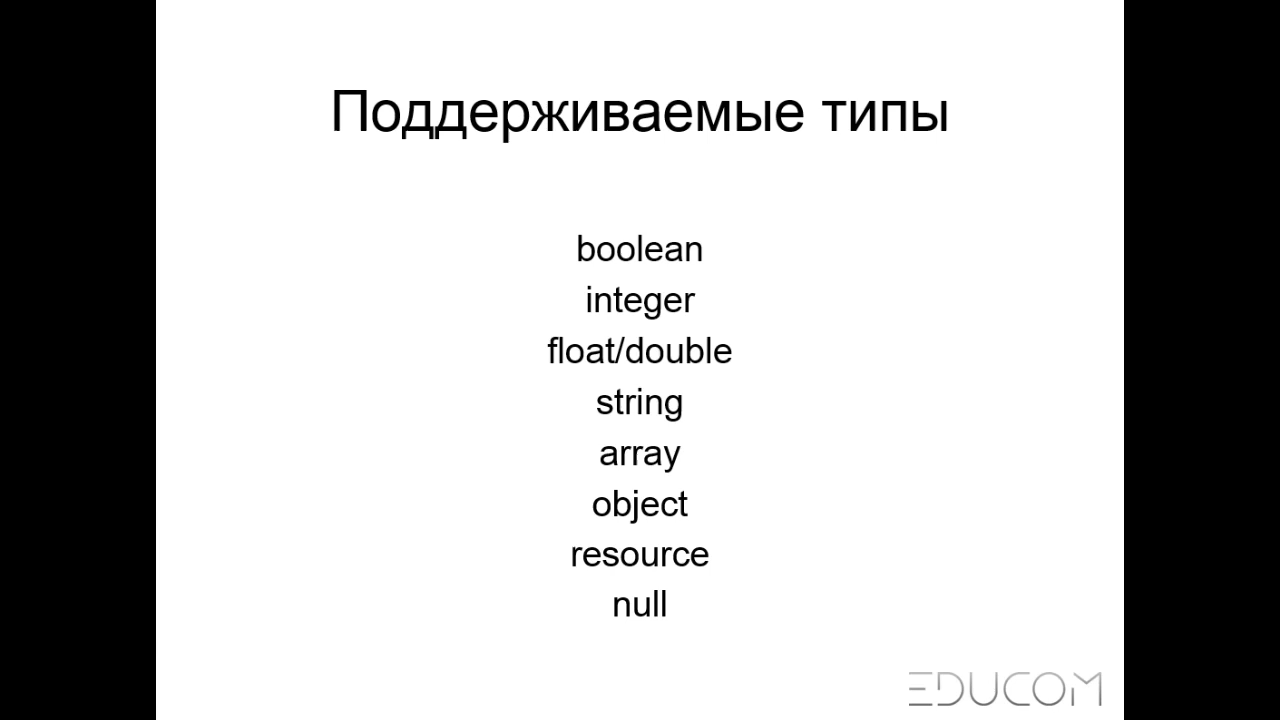 Поддерживаемые типы
boolean
integer
float/double
string
array
object
resource
null
EDUCOM